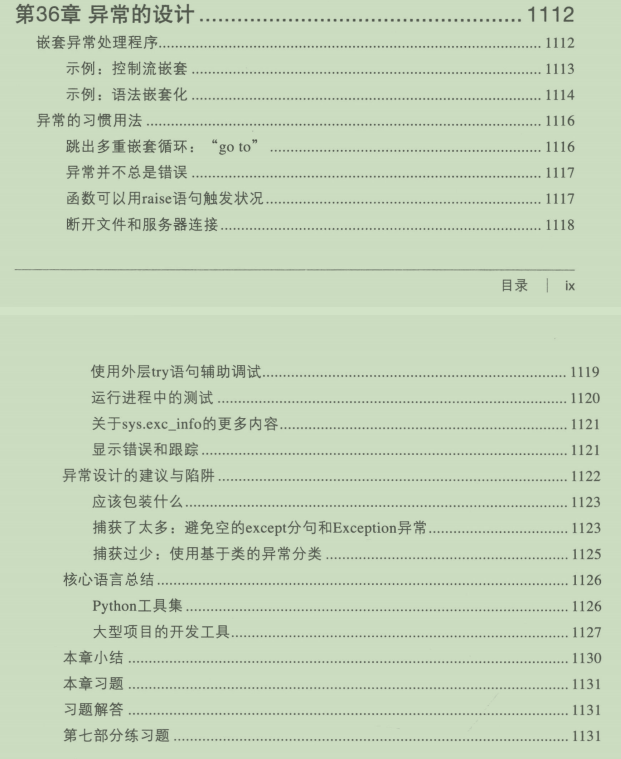 第36章 异常的设计 ........................................ 1112
嵌套异常处理程序 ........................................ 1112
示例：控制流嵌套 ........................................ 1113
示例：语法嵌套化 ........................................ 1114
异常的习惯用法 ........................................ 1116
跳出多重嵌套循环：“go to” ........................................ 1116
异常并不总是错误 ........................................ 1117
函数可以用raise语句触发状况 ........................................ 1117
断开文件和服务器连接 ........................................ 1118
目录 | ix
使用外层try语句辅助调试 ........................................ 1119
运行进程中的测试 ........................................ 1120
关于sys.exc_info的更多内容 ........................................ 1121
显示错误和跟踪 ........................................ 1121
异常设计的建议与陷阱 ........................................ 1122
应该包装什么 ........................................ 1123
捕获了太多：避免空的except分句和Exception异常 ........................................ 1123
捕获过少：使用基于类的异常分类 ........................................ 1125
核心语言总结 ........................................ 1126
Python工具集 ........................................ 1126
大型项目的开发工具 ........................................ 1127
本章小结 ........................................ 1130
本章习题 ........................................ 1131
习题解答 ........................................ 1131
第七部分练习题 ........................................ 1131